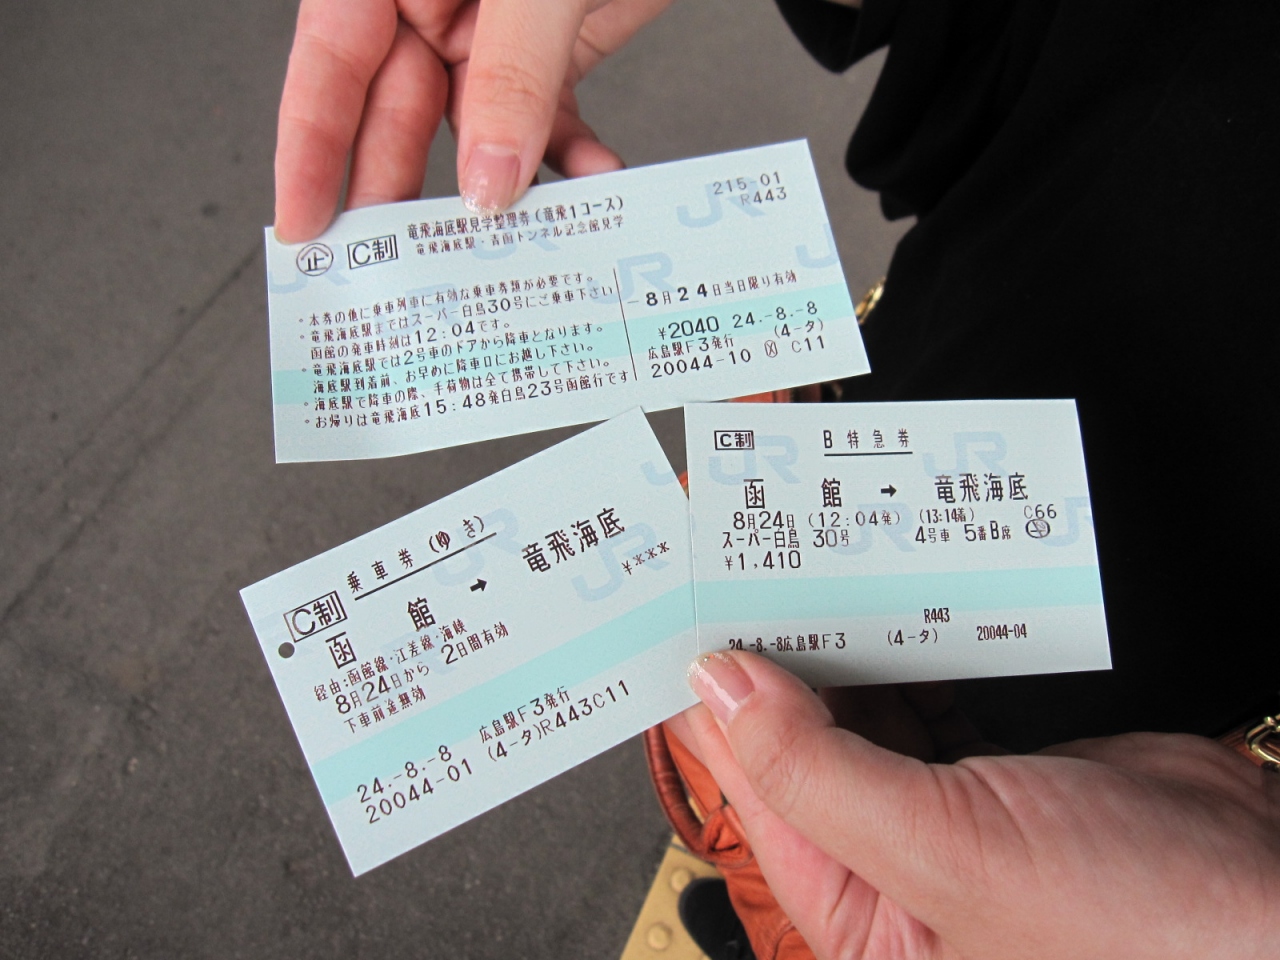 215-01
R443
企 C制 竜飛海底駅見学整理券(竜飛1コース)
竜飛海底駅・青函トンネル記念館見学
・本券の他に乗車列車に有効な乗車券類が必要です。
・竜飛海底駅まではスーパー白鳥30号にご乗車下さい
函館の発車時刻は12:04です。
・竜飛海底駅では2号車のドアから降車となります。
海底駅到着前、お早めに降車口にお越し下さい。
・海底駅で降車の際、手荷物は全て携帯して下さい。
・お帰りは竜飛海底15:48発白鳥23号函館行です
-8月24日当日限り有効
¥2040 24.-8.-8
広島駅F3発行 (4-タ)
20044-10 C11
C制 乗車券(ゆき)
函館 → 竜飛海底
¥***
経由:函館線・江差線・海峡
8月24日から 2日間有効
下車前途無効
24.-8.-8 広島駅F3発行
20044-01 (4-タ)R443C11
C制 B特急券
函館 → 竜飛海底
8月24日 (12:04発) (13:14着) C66
スーパー白鳥 30号 4号車 5番B席
¥1,410
R443
24.-8.-8広島駅F3 (4-タ) 20044-04
JR